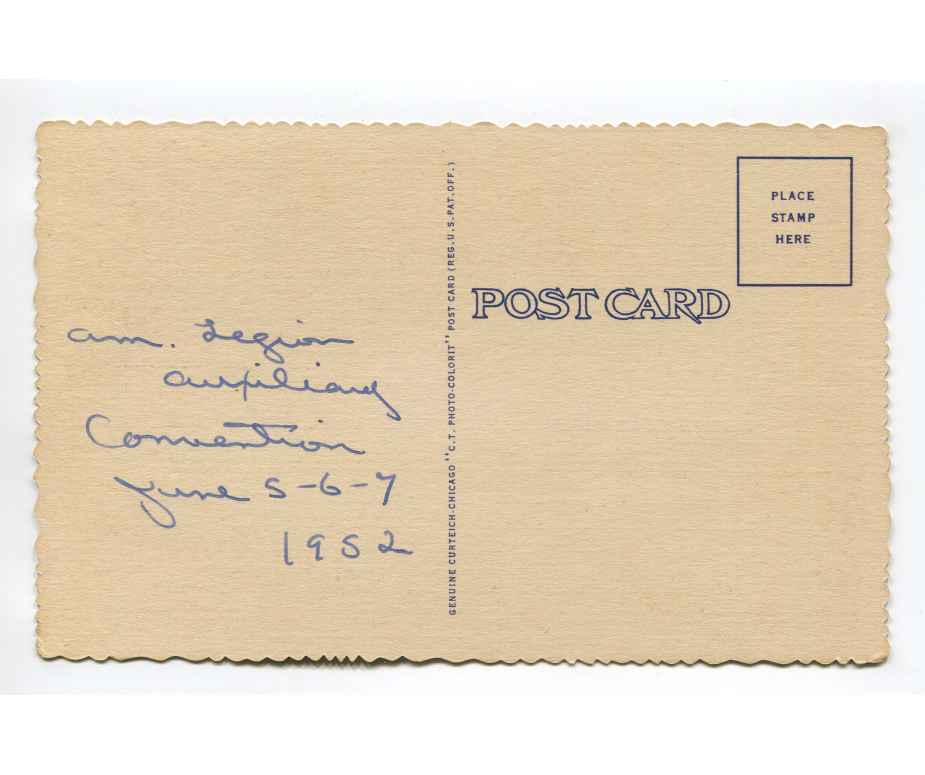 am. Legion
auxiliary
Convention
June 5-6-7
1952
GENUINE CURTEICH-CHICAGO "C.T. PHOTO-COLORIT" POST CARD (REG. U.S. PAT. OFF.)
POST CARD
PLACE
STAMP
HERE